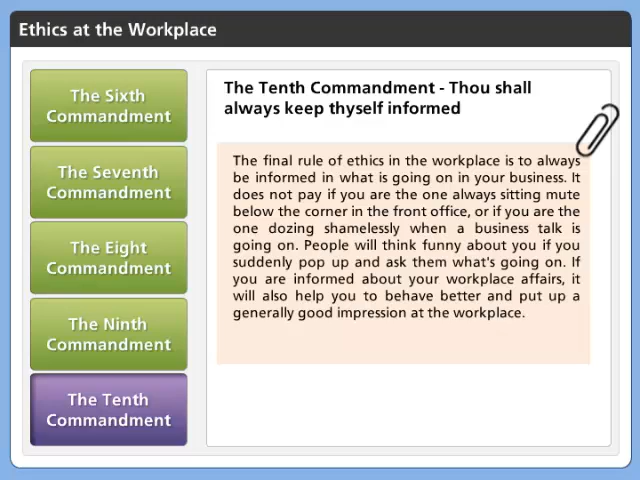 Ethics at the Workplace
The Sixth
Commandment
The Seventh
Commandment
The Eight
Commandment
The Ninth
Commandment
The Tenth
Commandment
The Tenth Commandment - Thou shall
always keep thyself informed
The final rule of ethics in the workplace is to always
be informed in what is going on in your business. It
does not pay if you are the one always sitting mute
below the corner in the front office, or if you are the
one dozing shamelessly when a business talk is
going on. People will think funny about you if you
suddenly pop up and ask them what's going on. If
you are informed about your workplace affairs, it
will also help you to behave better and put up a
generally good impression at the workplace.